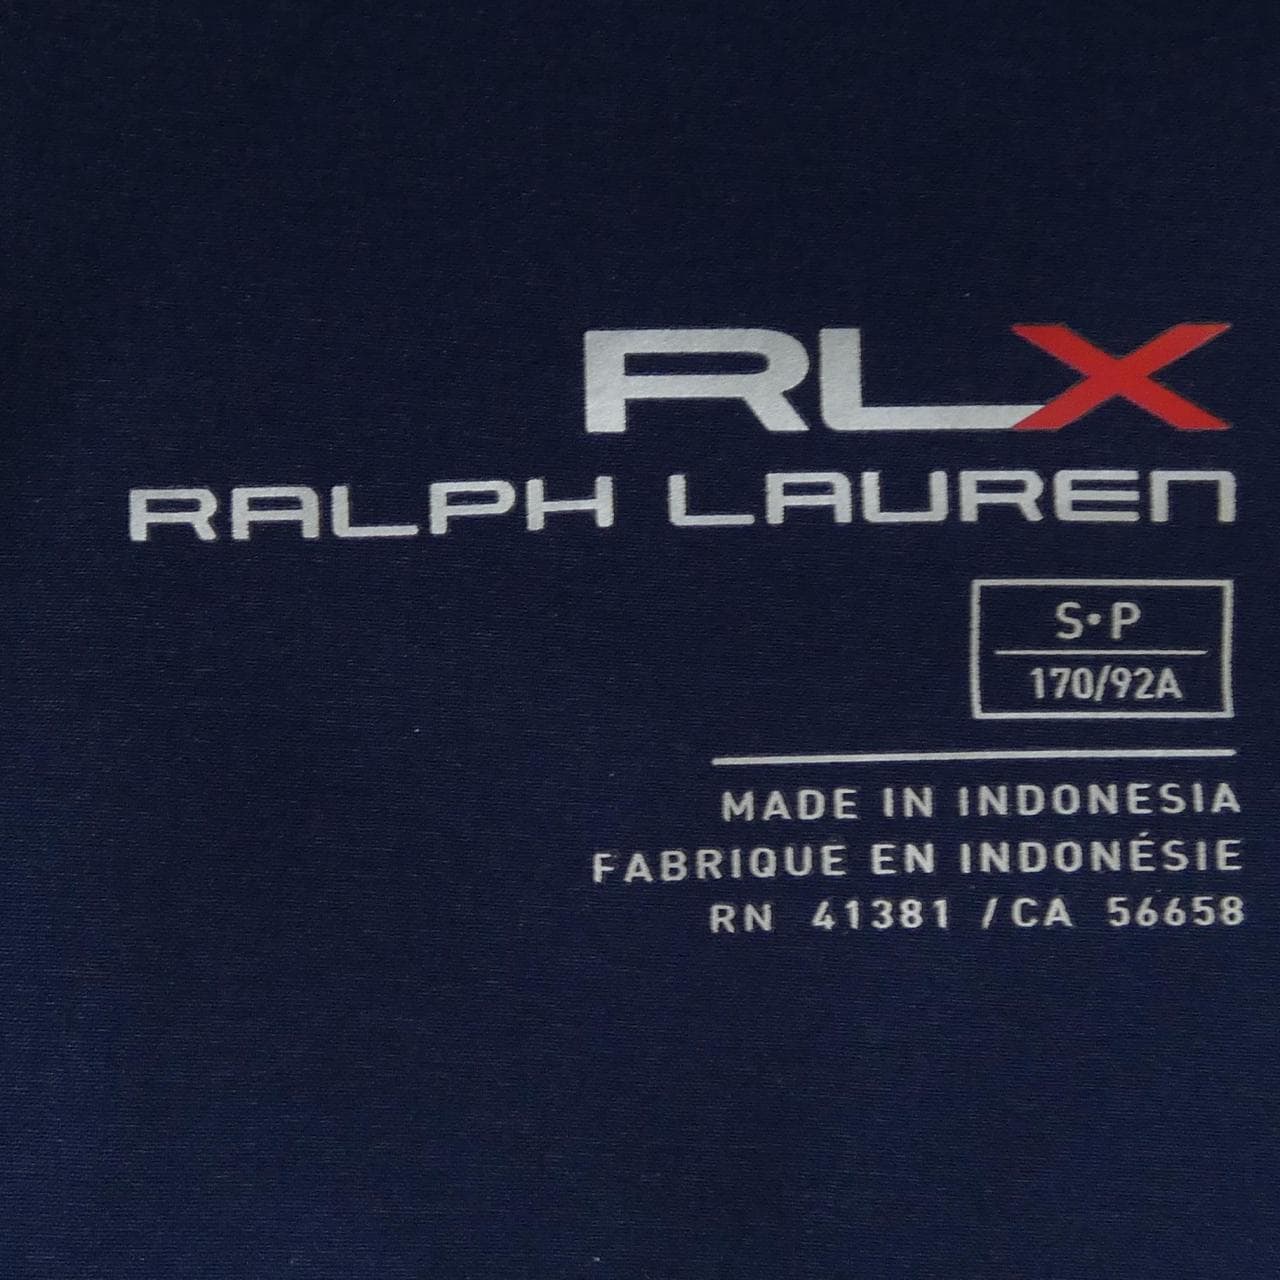 RLX
RALPH LAUREN
S•P
170/92A
MADE IN INDONESIA
FABRIQUE EN INDONÉSIE
RN 41381 / CA 56658